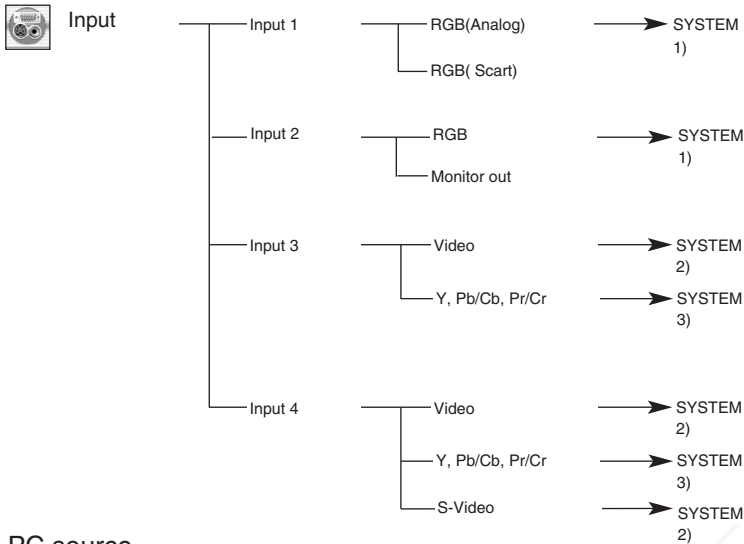 Input
Input 1
RGB(Analog)
SYSTEM
1)
RGB( Scart)
Input 2
RGB
SYSTEM
1)
Monitor out
Input 3
Video
SYSTEM
2)
Y, Pb/Cb, Pr/Cr
SYSTEM
3)
Input 4
Video
SYSTEM
2)
Y, Pb/Cb, Pr/Cr
SYSTEM
3)
S-Video
SYSTEM
2)
PC source